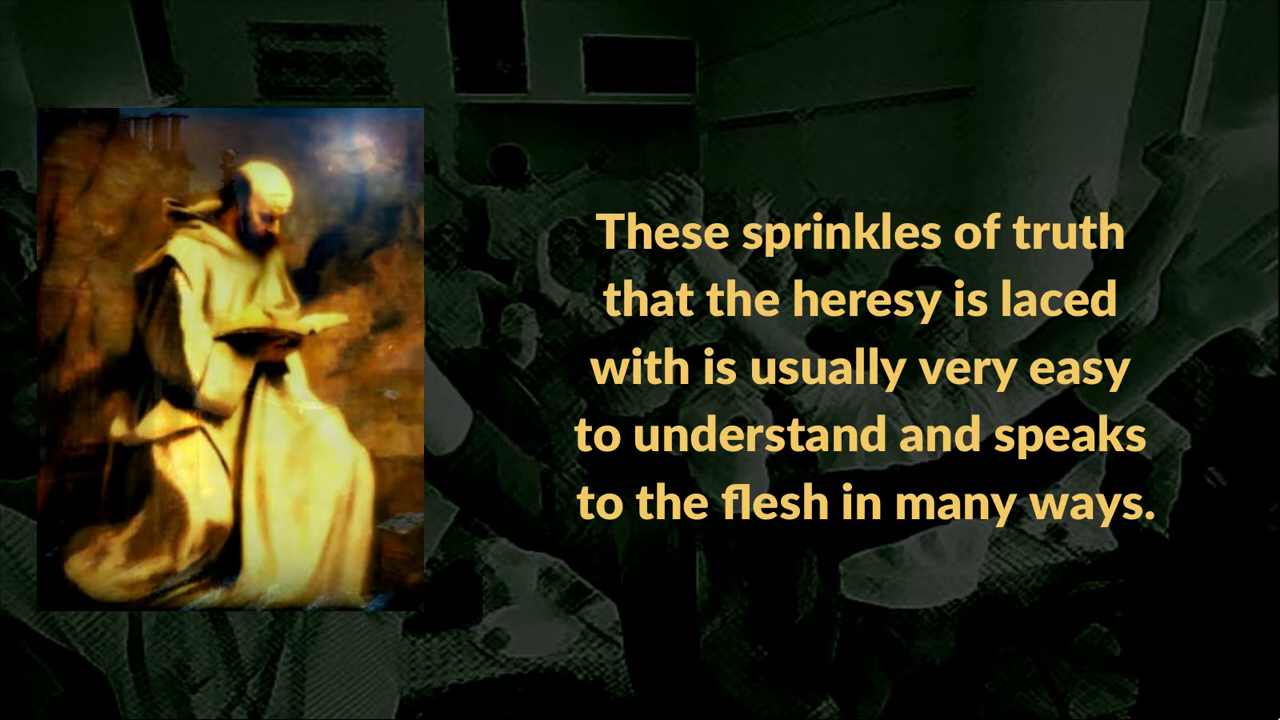 These sprinkles of truth
that the heresy is laced
with is usually very easy
to understand and speaks
to the flesh in many ways.